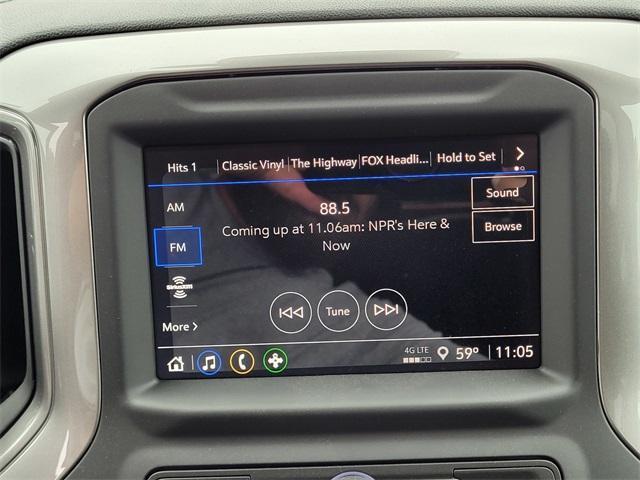 Hits 1 Classic Vinyl The Highway FOX Headli... Hold to Set
Sound
AM
88.5
Browse
FM
Coming up at 11.06am: NPR's Here &
Now
SiriusXM
Tune
More
4G LTE 59° 11:05